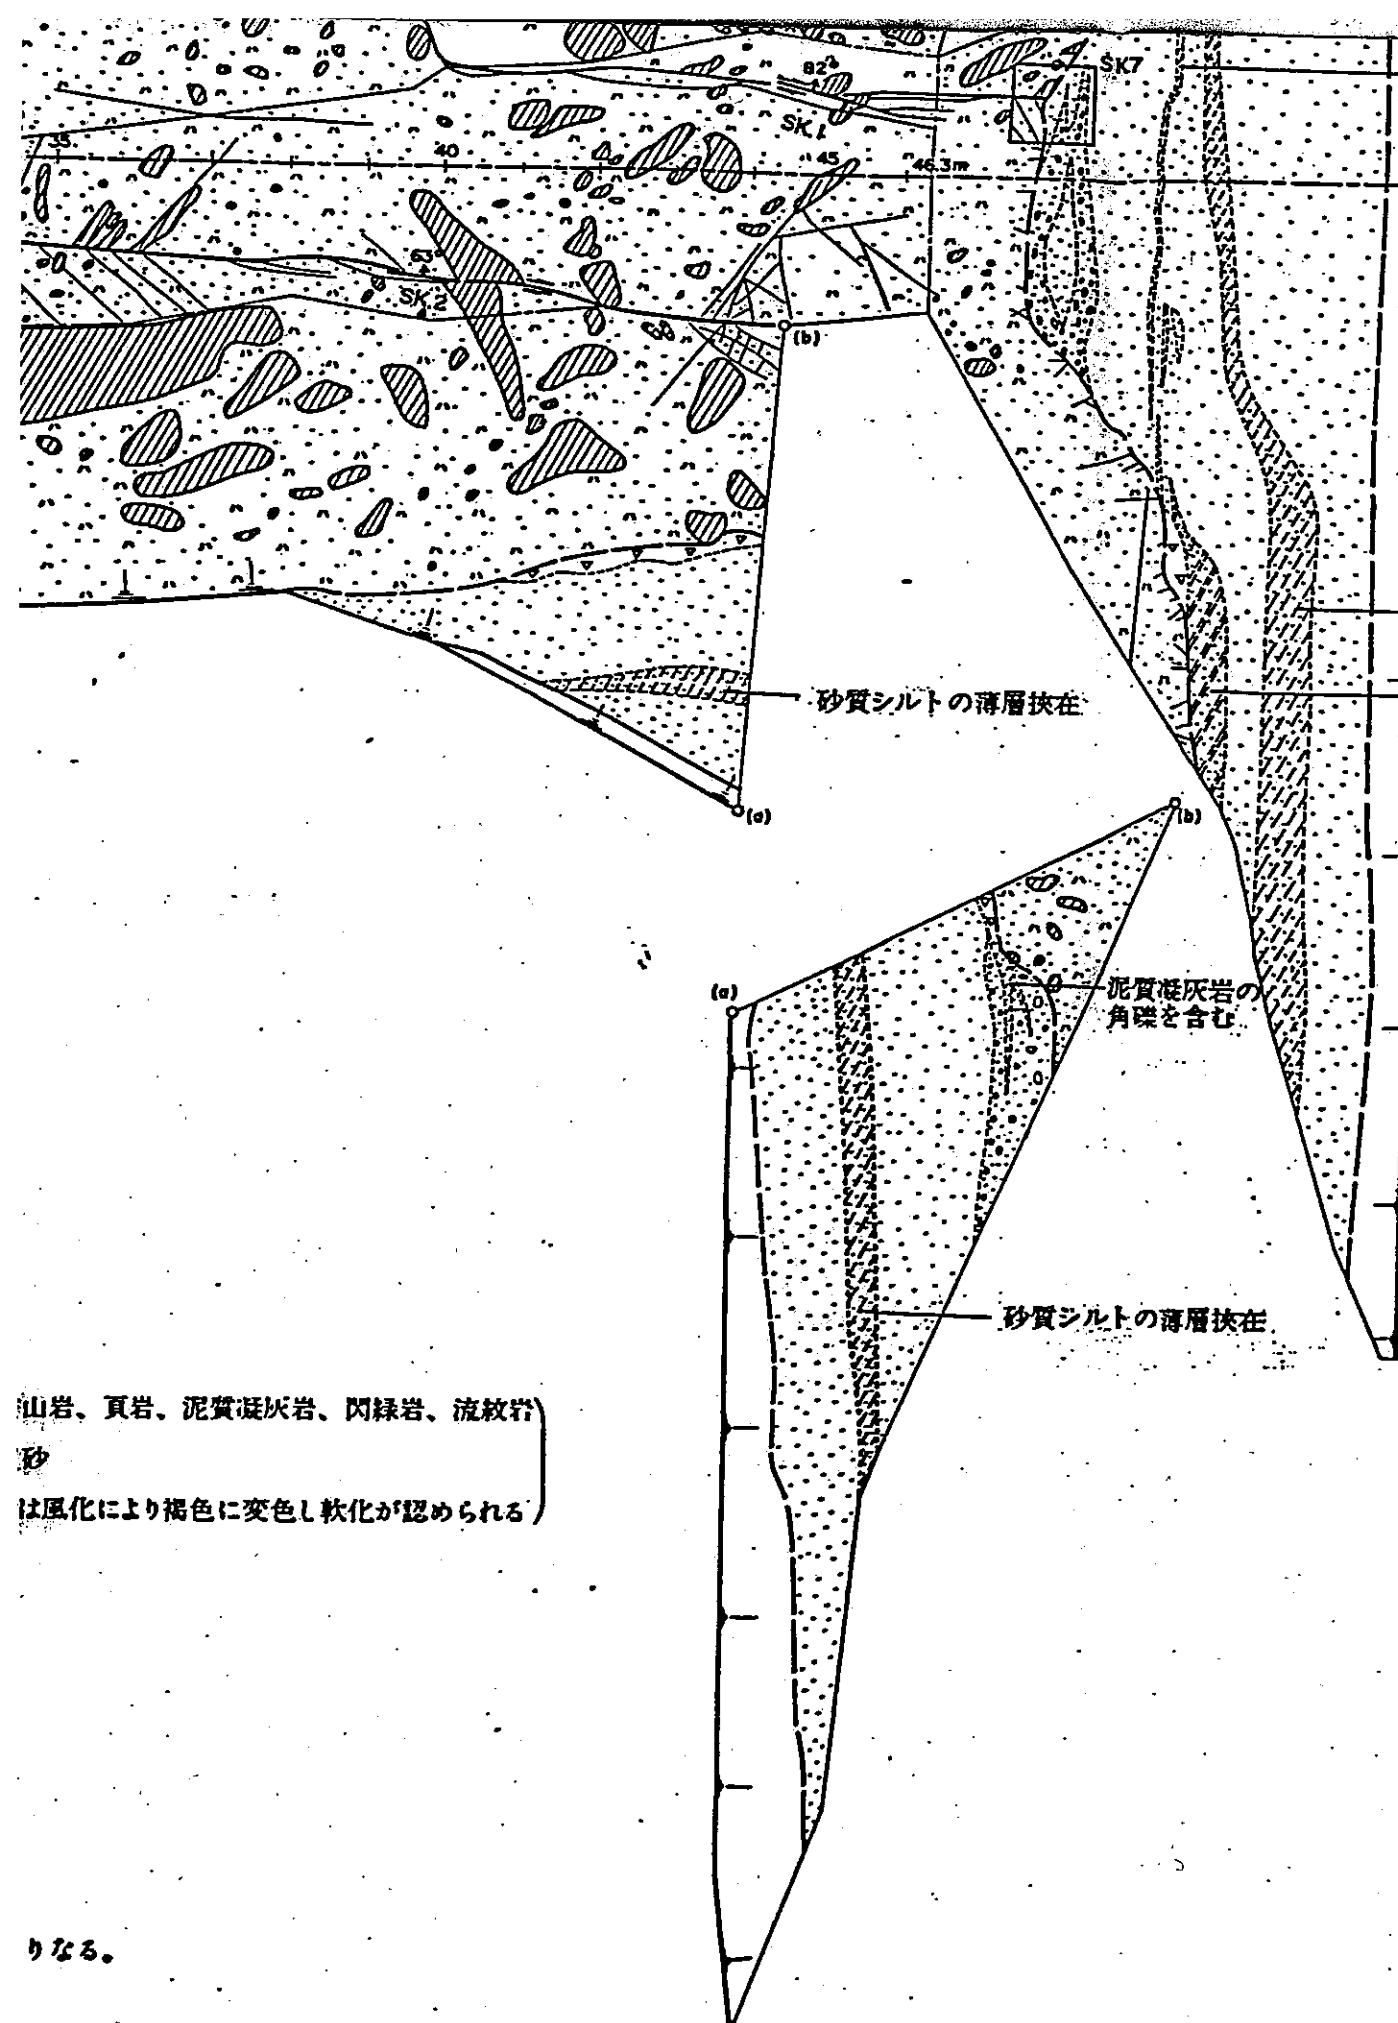 82°
SK7
SK.1
35
40
45
46.3m
63°
SK.2
(b)
砂質シルトの薄層挟在
(a)
(b)
(a)
泥質凝灰岩の
角礫を含む
砂質シルトの薄層挟在
山岩、頁岩、泥質凝灰岩、閃緑岩、流紋岩
砂
は風化により褐色に変色し軟化が認められる
りなる。